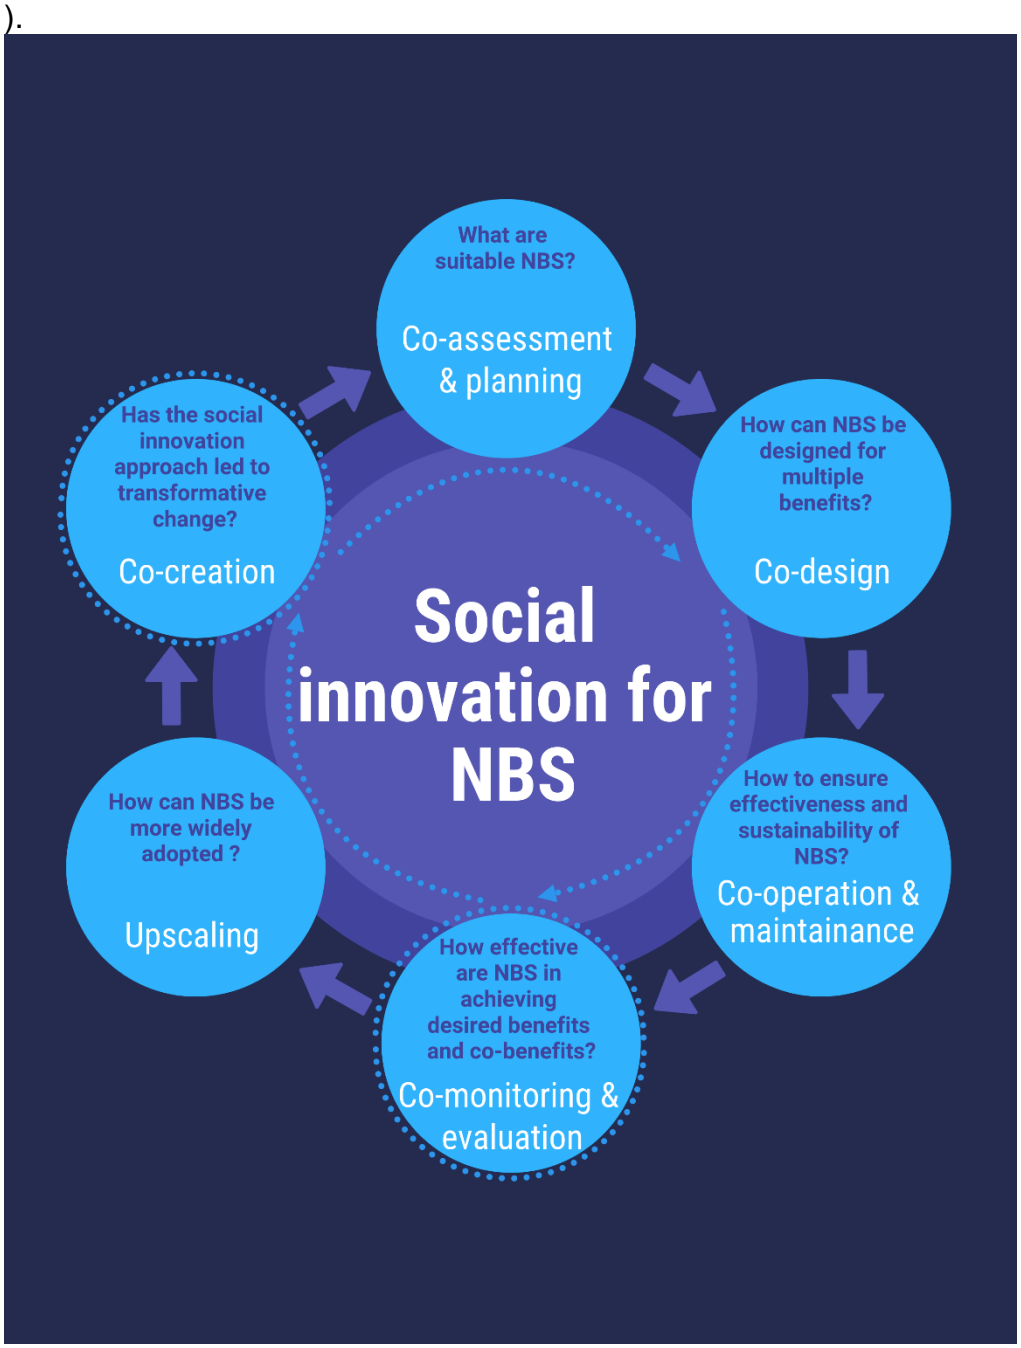 ).
What are
suitable NBS?
Co-assessment
& planning
How can NBS be
designed for
multiple
benefits?
Co-design
How to ensure
effectiveness and
sustainability of
NBS?
Co-operation &
maintainance
How effective
are NBS in
achieving
desired benefits
and co-benefits?
Co-monitoring &
evaluation
How can NBS be
more widely
adopted ?
Upscaling
Has the social
innovation
approach led to
transformative
change?
Co-creation
Social
innovation for
NBS